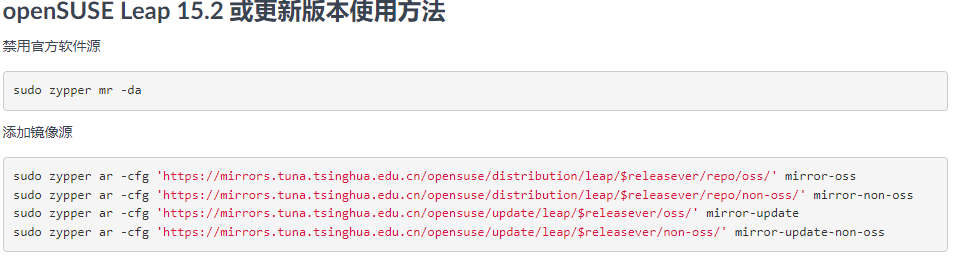 openSUSE Leap 15.2 或更新版本使用方法
禁用官方软件源
sudo zypper mr -da
添加镜像源
sudo zypper ar -cfg 'https://mirrors.tuna.tsinghua.edu.cn/opensuse/distribution/leap/$releasever/repo/oss/' mirror-oss
sudo zypper ar -cfg 'https://mirrors.tuna.tsinghua.edu.cn/opensuse/distribution/leap/$releasever/repo/non-oss/' mirror-non-oss
sudo zypper ar -cfg 'https://mirrors.tuna.tsinghua.edu.cn/opensuse/update/leap/$releasever/oss/' mirror-update
sudo zypper ar -cfg 'https://mirrors.tuna.tsinghua.edu.cn/opensuse/update/leap/$releasever/non-oss/' mirror-update-non-oss